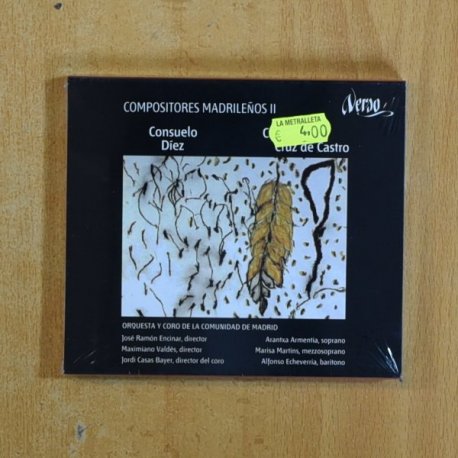 COMPOSITORES MADRILEÑOS II
Verso
LA METRALLETA
€ 4,00
Consuelo
Díez
Cruz de Castro
ORQUESTA Y CORO DE LA COMUNIDAD DE MADRID
José Ramón Encinar, director
Maximiano Valdés, director
Jordi Casas Bayer, director del coro
Arantxa Armentia, soprano
Marisa Martins, mezzosoprano
Alfonso Echeverría, barítono